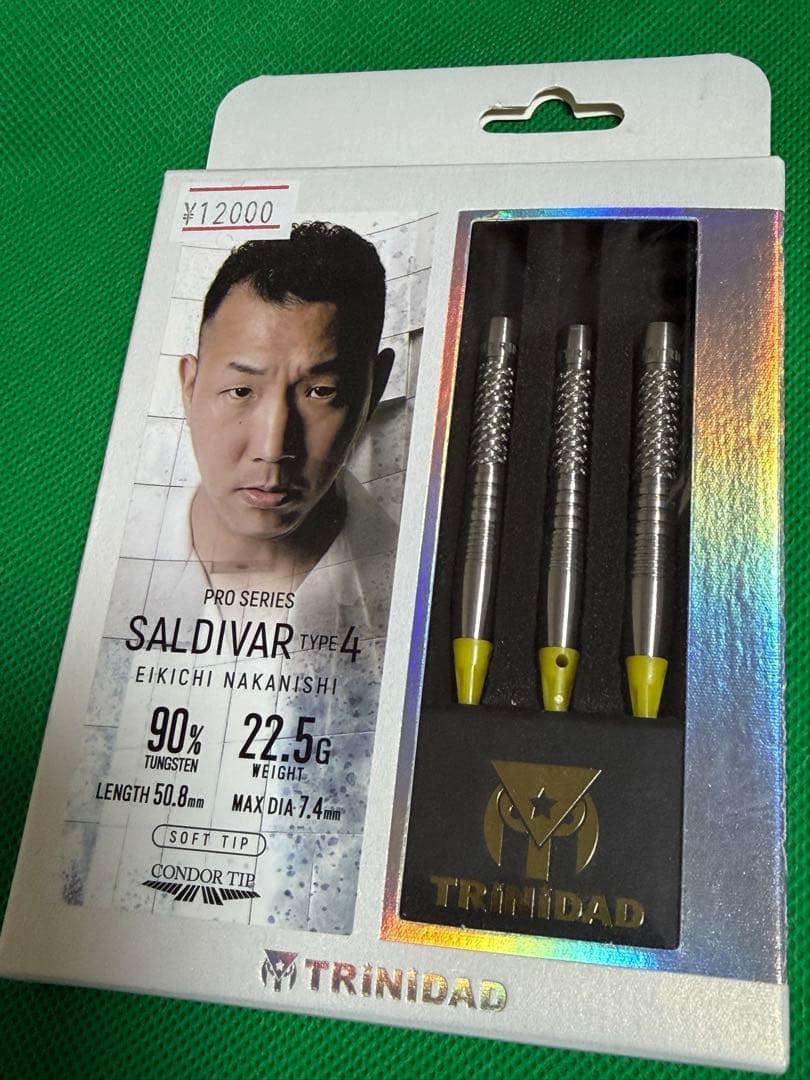 ¥12000
PRO SERIES
SALDIVAR TYPE 4
EIKICHI NAKANISHI
90% TUNGSTEN
22.5G WEIGHT
LENGTH 50.8mm MAX DIA 7.4mm
SOFT TIP
CONDOR TIP
TRiNiDAD
TRiNiDAD